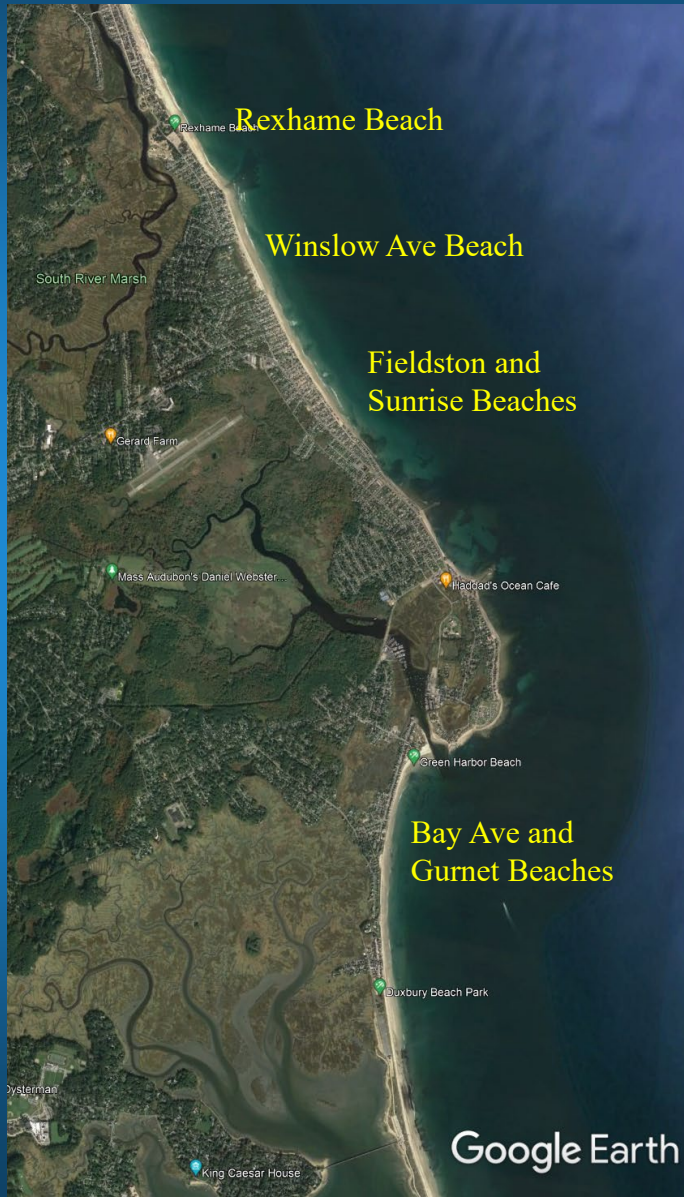 Rexhame Beach
Rexhame Beach
Winslow Ave Beach
South River Marsh
Fieldston and
Sunrise Beaches
Gerard Farm
Mass Audubon's Daniel Webster...
Haddad's Ocean Cafe
Green Harbor Beach
Bay Ave and
Gurnet Beaches
Duxbury Beach Park
Oysterman
King Caesar House
Google Earth